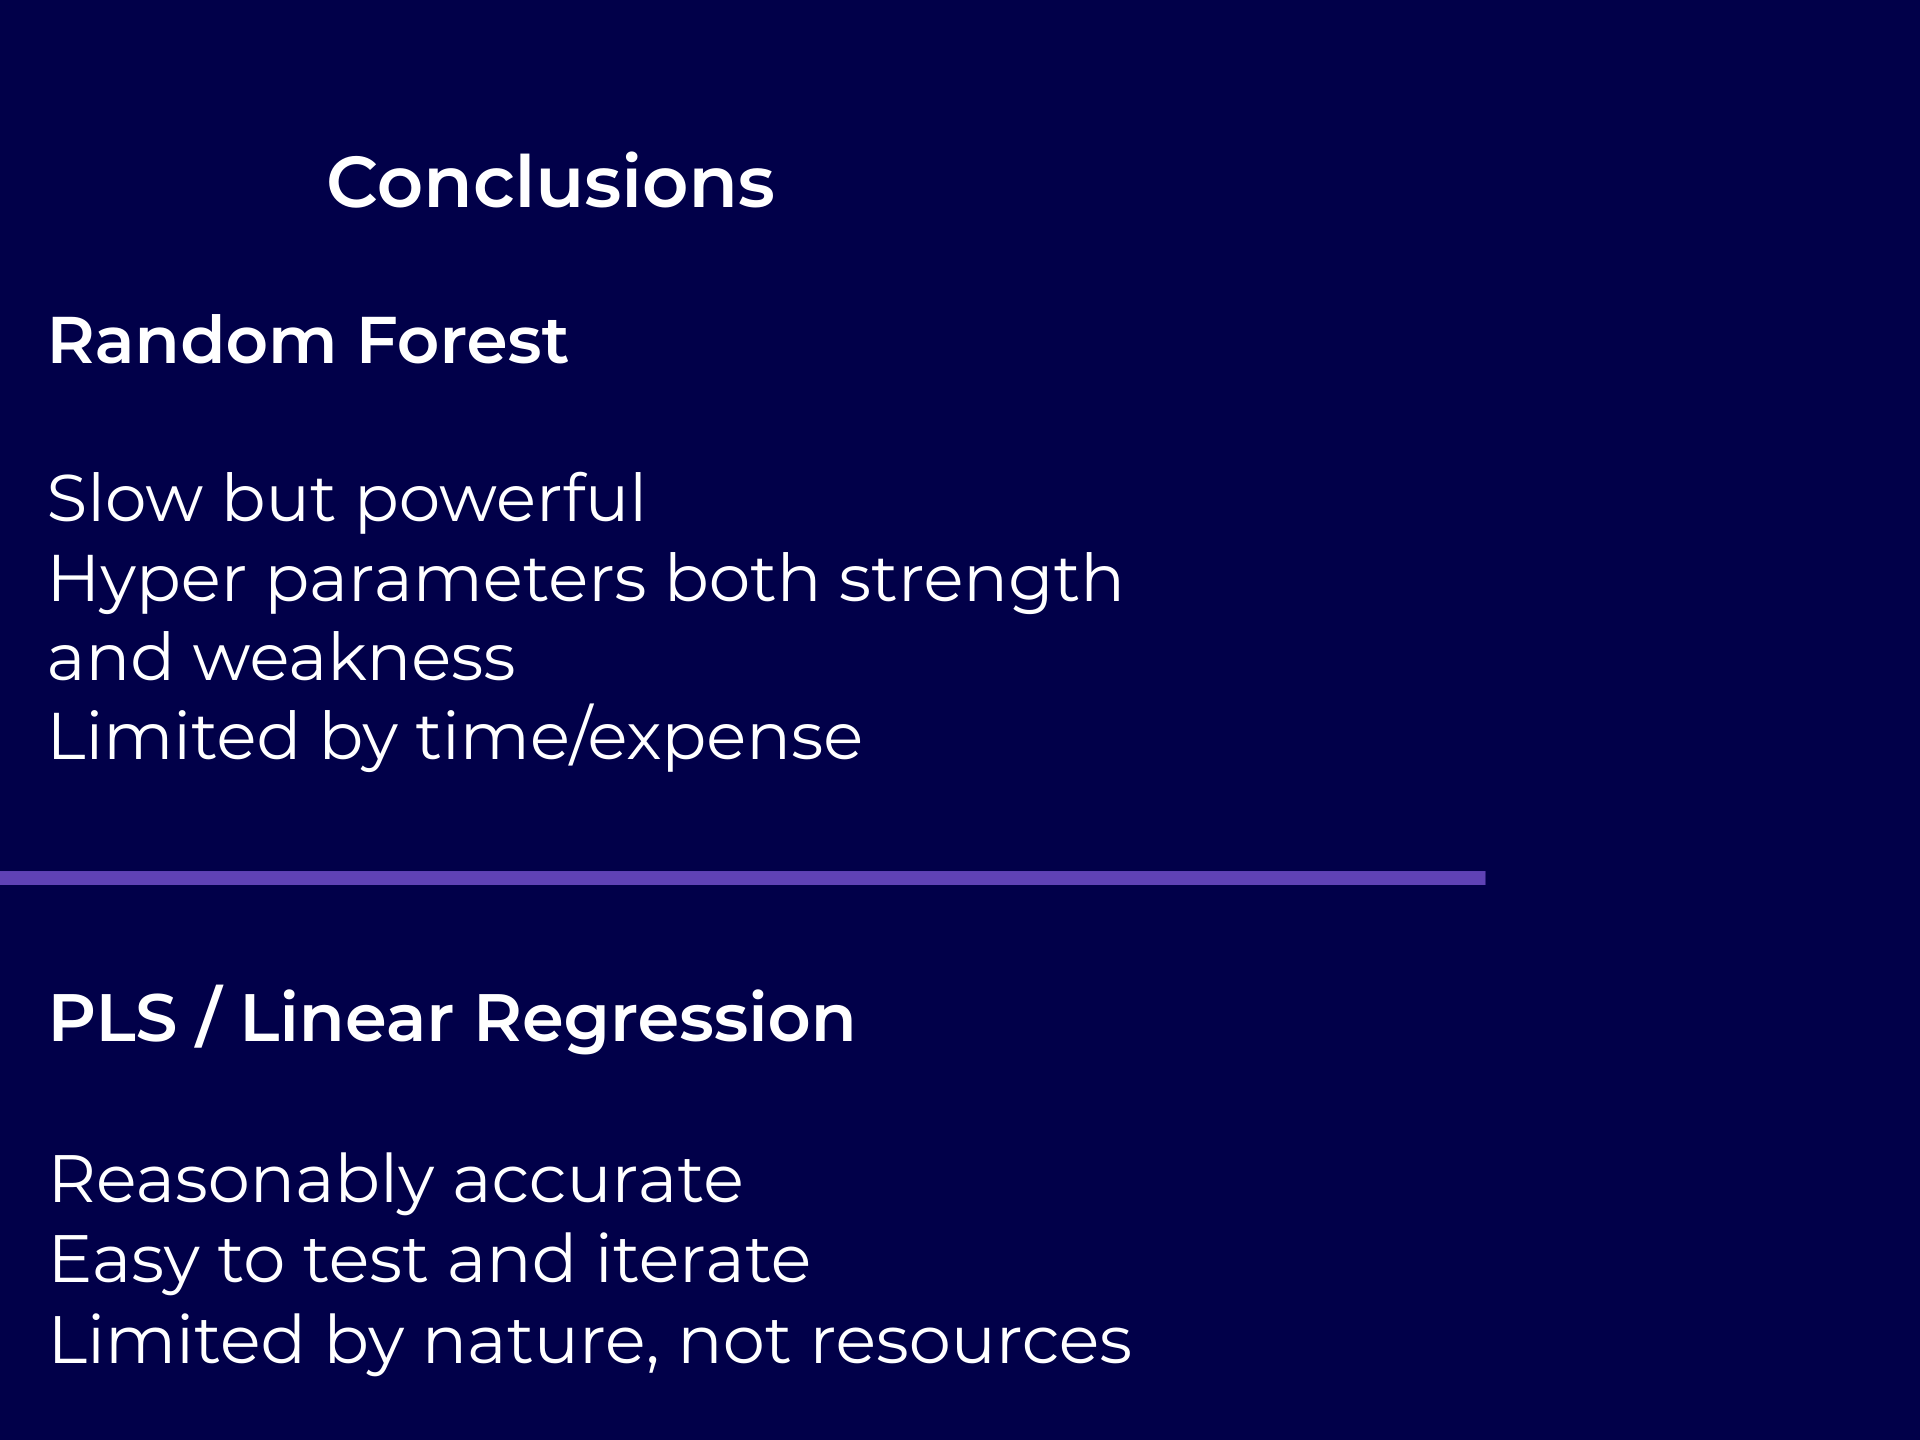 Conclusions
Random Forest
Slow but powerful
Hyper parameters both strength
and weakness
Limited by time/expense
PLS / Linear Regression
Reasonably accurate
Easy to test and iterate
Limited by nature, not resources